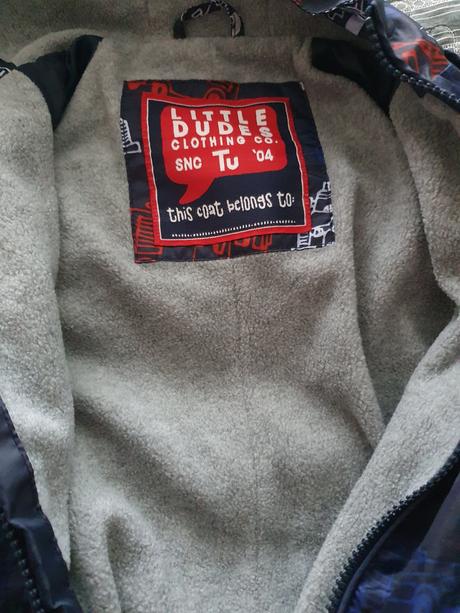 LITTLE
DUDES
CLOTHING CO.
SNC TU '04
this coat belongs to: